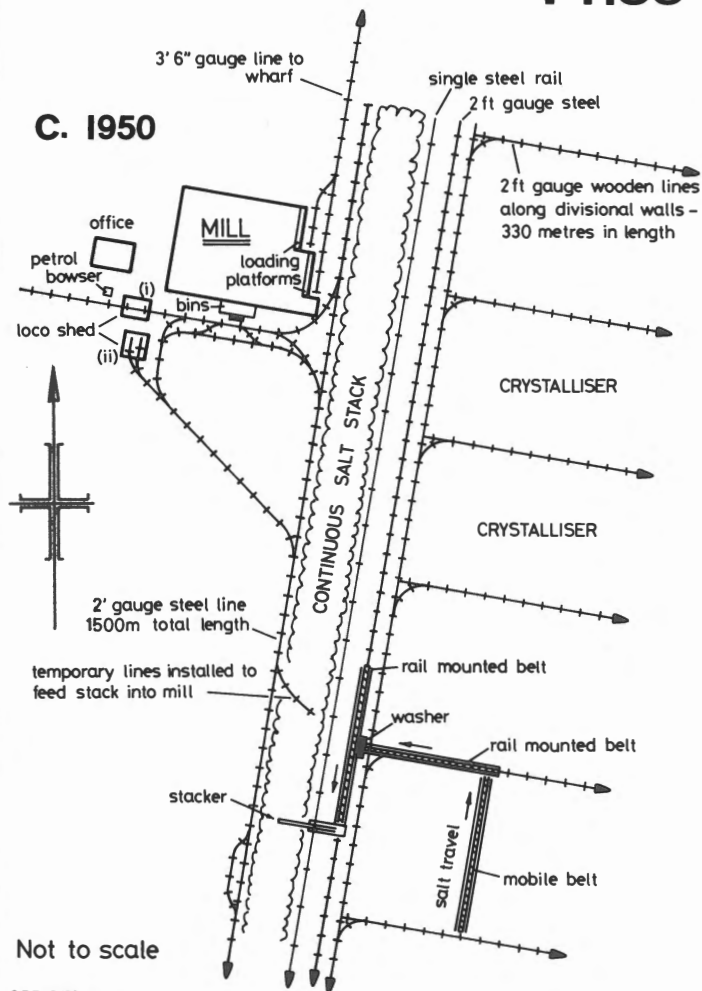 3' 6" gauge line to
wharf
single steel rail
2 ft gauge steel
C. 1950
2 ft gauge wooden lines
along divisional walls –
330 metres in length
office
MILL
loading
platforms
petrol
bowser
(i)
bins
loco shed
(ii)
CRYSTALLISER
CONTINUOUS SALT STACK
CRYSTALLISER
2' gauge steel line
1500m total length
rail mounted belt
temporary lines installed to
feed stack into mill
washer
rail mounted belt
stacker
salt travel
mobile belt
Not to scale